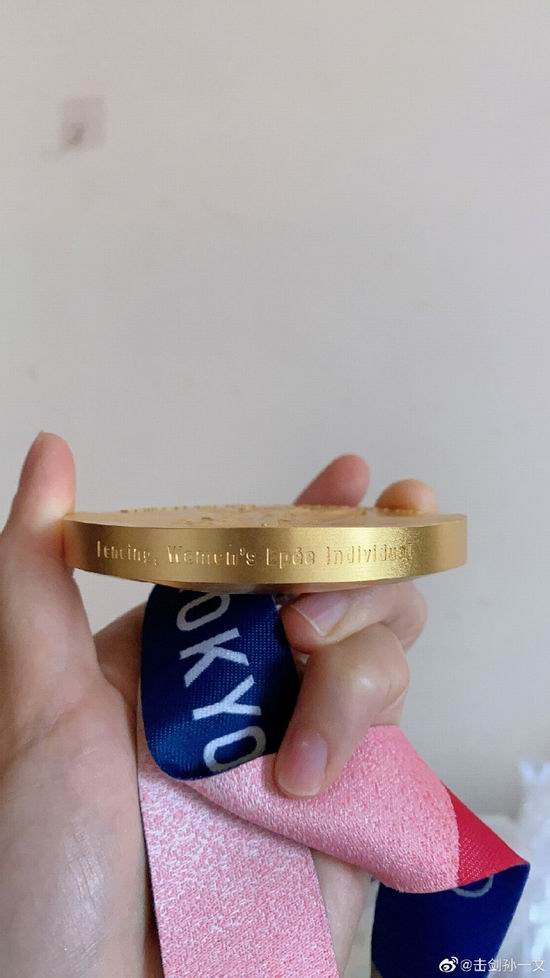 Fencing, Women's Epée Individual
TOKYO
@击剑孙一文